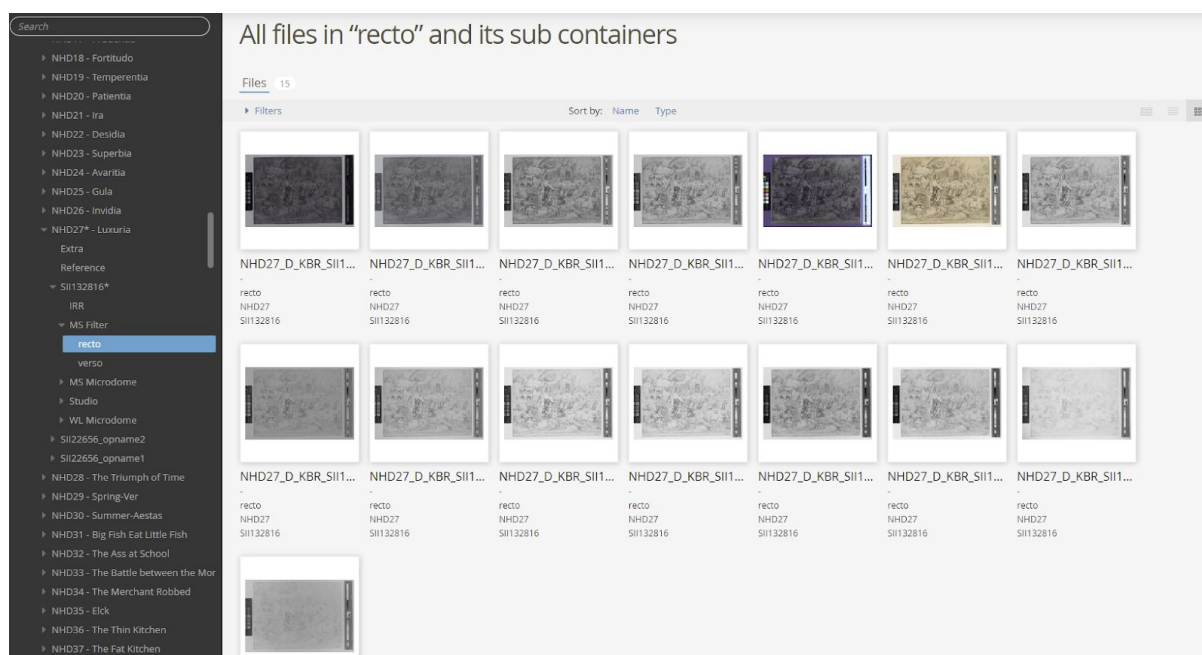 Search
NHD18 - Fortitudo
NHD19 - Temperentia
NHD20 - Patientia
NHD21 - Ira
NHD22 - Desidia
NHD23 - Superbia
NHD24 - Avaritia
NHD25 - Gula
NHD26 - Invidia
NHD27* - Luxuria
Extra
Reference
SII132816*
IRR
MS Filter
recto
verso
MS Microdome
Studio
WL Microdome
SII22656_opname2
SII22656_opname1
NHD28 - The Triumph of Time
NHD29 - Spring-Ver
NHD30 - Summer-Aestas
NHD31 - Big Fish Eat Little Fish
NHD32 - The Ass at School
NHD33 - The Battle between the Mor
NHD34 - The Merchant Robbed
NHD35 - Elck
NHD36 - The Thin Kitchen
NHD37 - The Fat Kitchen
All files in “recto” and its sub containers
Files 15
Filters Sort by: Name Type
NHD27_D_KBR_SII1... NHD27_D_KBR_SII1... NHD27_D_KBR_SII1... NHD27_D_KBR_SII1... NHD27_D_KBR_SII1... NHD27_D_KBR_SII1... NHD27_D_KBR_SII1...
- - - - - - -
recto recto recto recto recto recto recto
NHD27 NHD27 NHD27 NHD27 NHD27 NHD27 NHD27
SII132816 SII132816 SII132816 SII132816 SII132816 SII132816 SII132816
NHD27_D_KBR_SII1... NHD27_D_KBR_SII1... NHD27_D_KBR_SII1... NHD27_D_KBR_SII1... NHD27_D_KBR_SII1... NHD27_D_KBR_SII1... NHD27_D_KBR_SII1...
- - - - - - -
recto recto recto recto recto recto recto
NHD27 NHD27 NHD27 NHD27 NHD27 NHD27 NHD27
SII132816 SII132816 SII132816 SII132816 SII132816 SII132816 SII132816